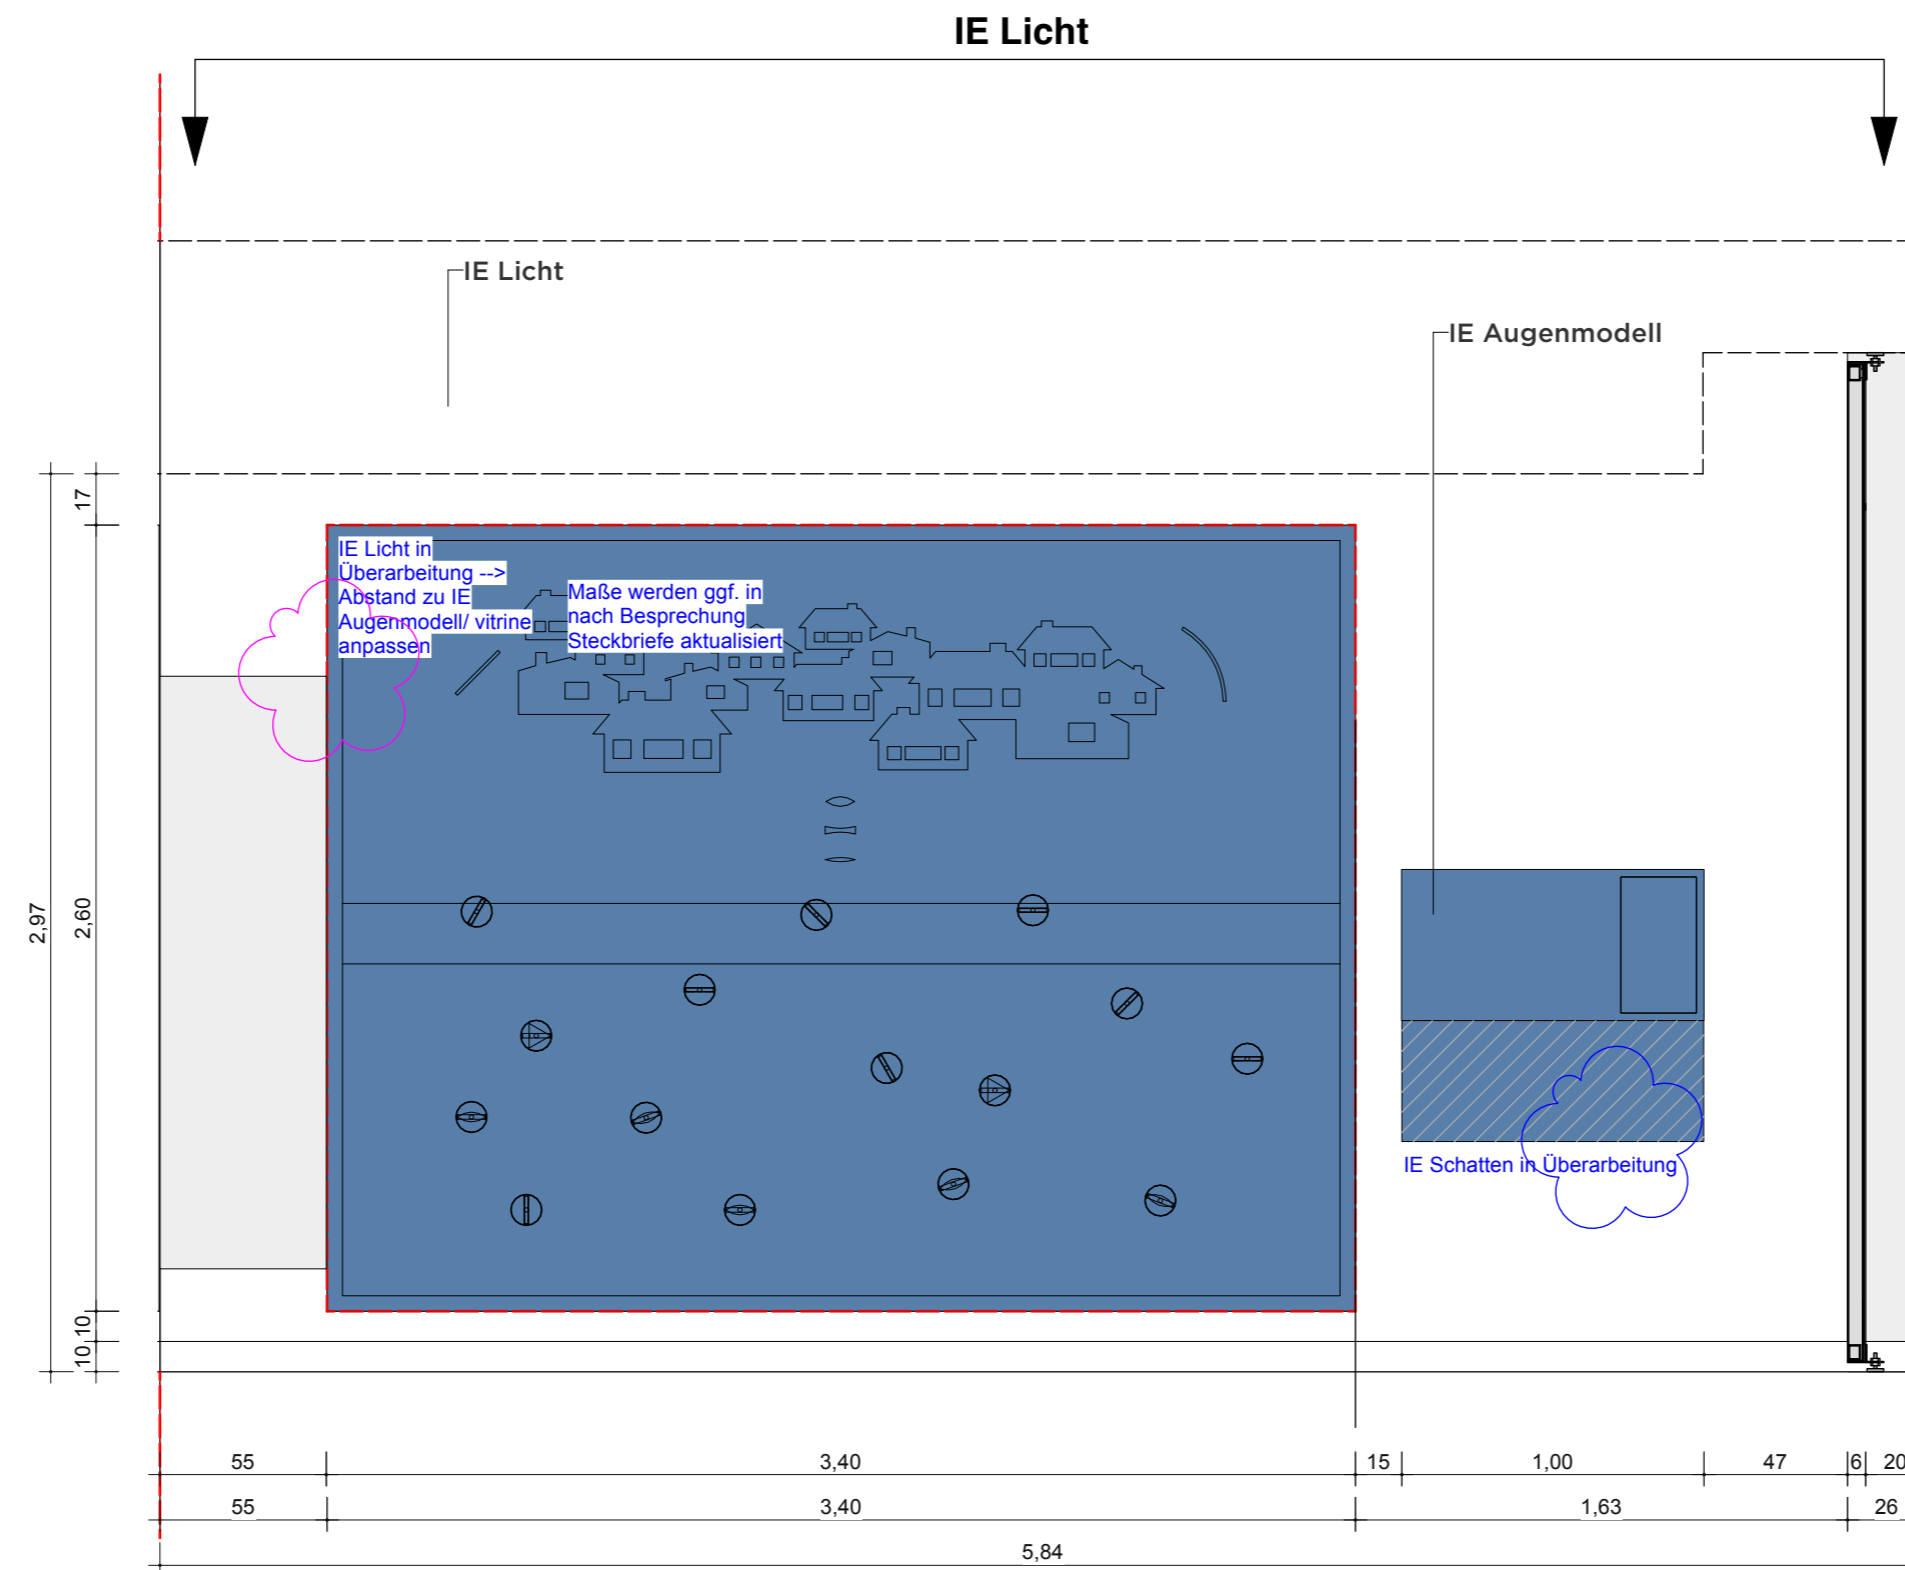 IE Licht
IE Licht
IE Augenmodell
IE Licht in
Überarbeitung -->
Abstand zu IE
Augenmodell/ vitrine
anpassen
Maße werden ggf. in
nach Besprechung
Steckbriefe aktualisiert
IE Schatten in Überarbeitung
17
2,60
2,97
10
10
55
3,40
15
1,00
47
6
20
55
3,40
1,63
26
5,84